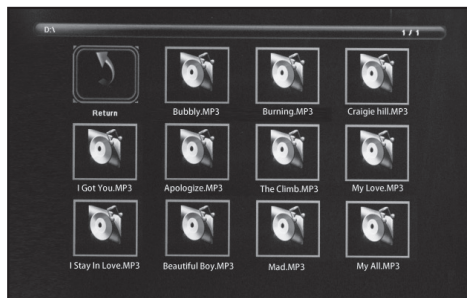 D:\ 1 / 1
Return Bubbly.MP3 Burning.MP3 Craigie hill.MP3
I Got You.MP3 Apologize.MP3 The Climb.MP3 My Love.MP3
I Stay In Love.MP3 Beautiful Boy.MP3 Mad.MP3 My All.MP3